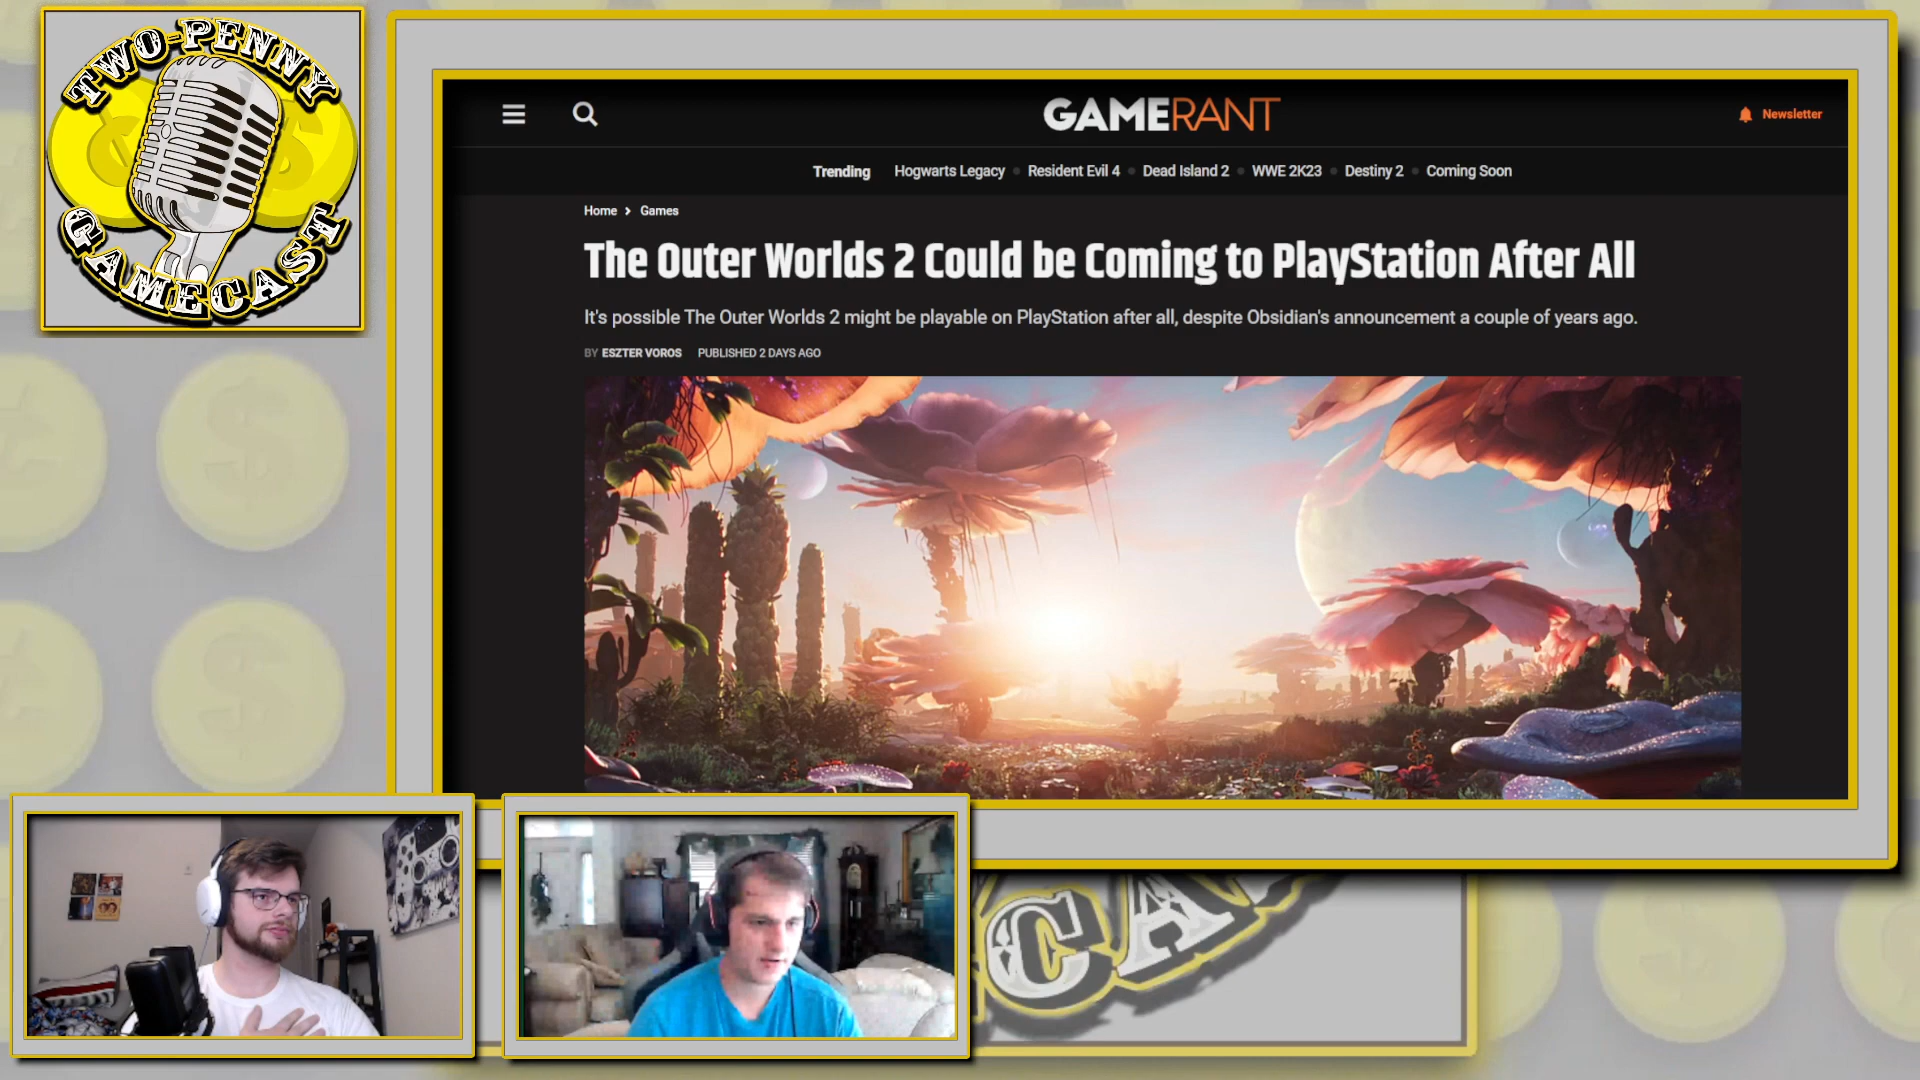 TWO-PENNY
GAMECAST
GAMERANT
Newsletter
Trending Hogwarts Legacy Resident Evil 4 Dead Island 2 WWE 2K23 Destiny 2 Coming Soon
Home > Games
The Outer Worlds 2 Could be Coming to PlayStation After All
It's possible The Outer Worlds 2 might be playable on PlayStation after all, despite Obsidian's announcement a couple of years ago.
BY ESZTER VOROS PUBLISHED 2 DAYS AGO